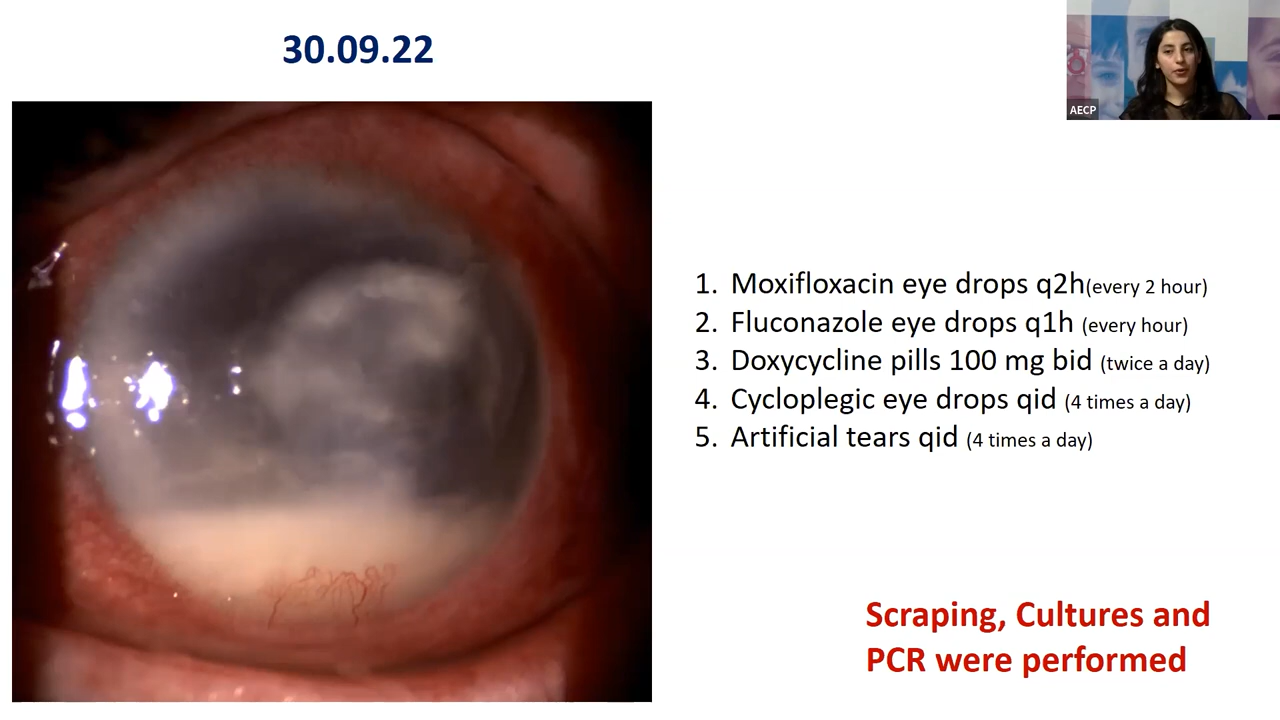 30.09.22
AECP
1. Moxifloxacin eye drops q2h(every 2 hour)
2. Fluconazole eye drops q1h (every hour)
3. Doxycycline pills 100 mg bid (twice a day)
4. Cycloplegic eye drops qid (4 times a day)
5. Artificial tears qid (4 times a day)
Scraping, Cultures and
PCR were performed